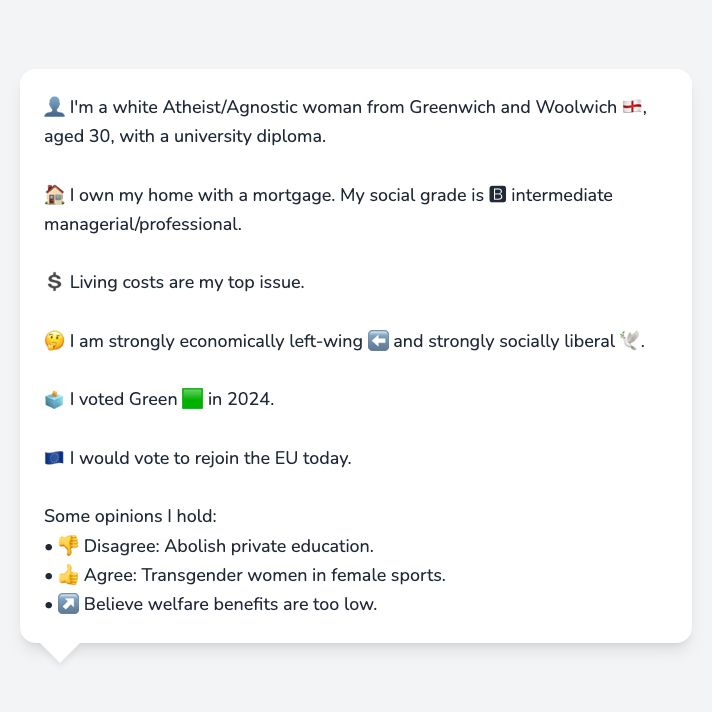 👤 I'm a white Atheist/Agnostic woman from Greenwich and Woolwich 🏴󠁧󠁢󠁥󠁮󠁧󠁿,
aged 30, with a university diploma.
🏠 I own my home with a mortgage. My social grade is 🅱 intermediate
managerial/professional.
💲 Living costs are my top issue.
🤔 I am strongly economically left-wing ⬅️ and strongly socially liberal 🕊️.
🗳️ I voted Green 🟩 in 2024.
🇪🇺 I would vote to rejoin the EU today.
Some opinions I hold:
• 👎 Disagree: Abolish private education.
• 👍 Agree: Transgender women in female sports.
• ↗️ Believe welfare benefits are too low.